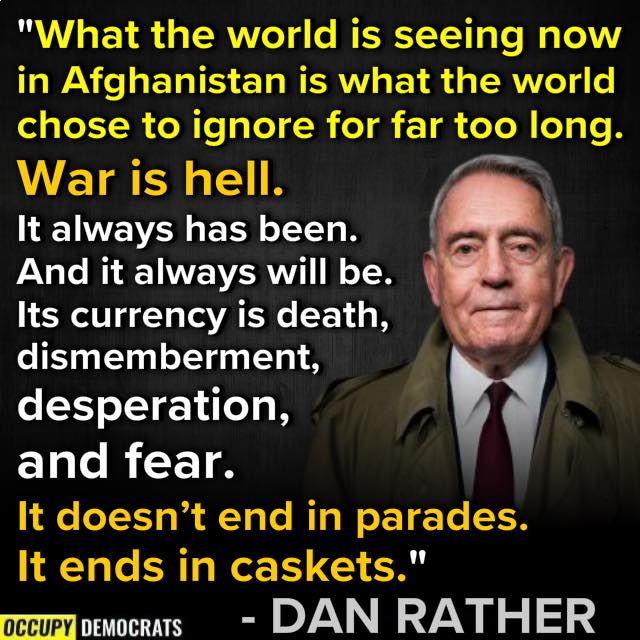 "What the world is seeing now
in Afghanistan is what the world
chose to ignore for far too long.
War is hell.
It always has been.
And it always will be.
Its currency is death,
dismemberment,
desperation,
and fear.
It doesn’t end in parades.
It ends in caskets."
- DAN RATHER
OCCUPY DEMOCRATS